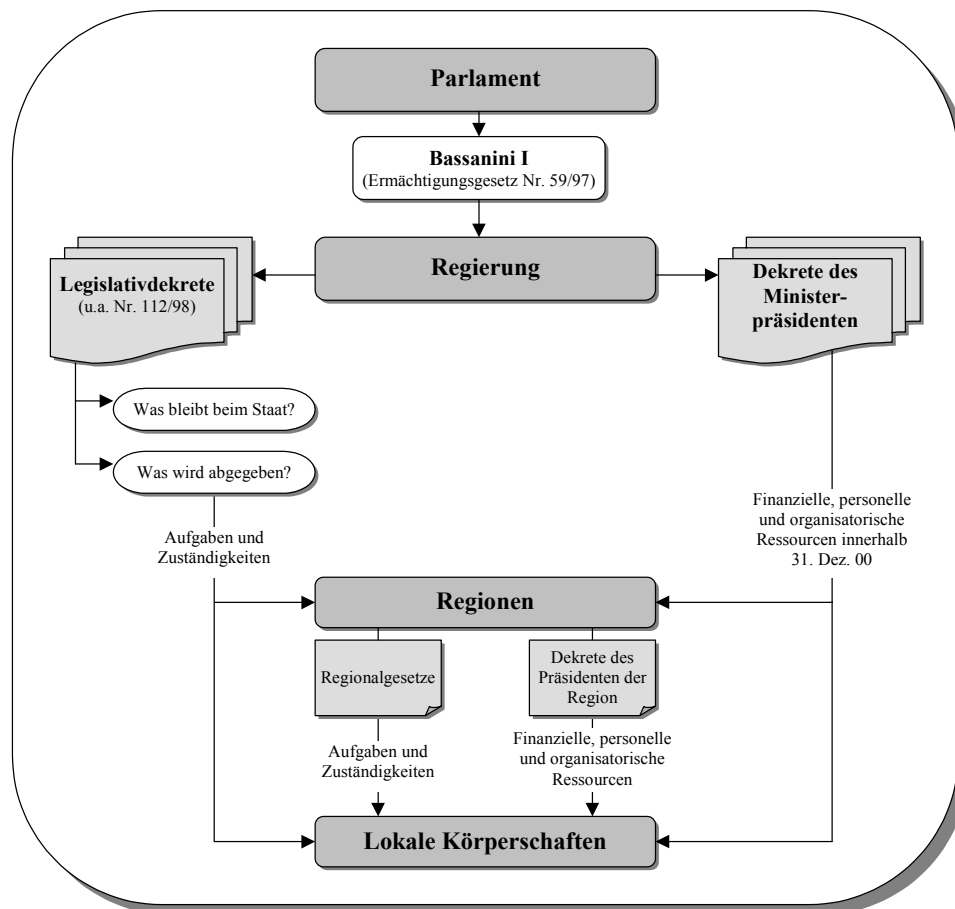 Parlament
Bassanini I
(Ermächtigungsgesetz Nr. 59/97)
Regierung
Legislativdekrete
(u.a. Nr. 112/98)
Dekrete des
Minister-
präsidenten
Was bleibt beim Staat?
Was wird abgegeben?
Aufgaben und
Zuständigkeiten
Finanzielle, personelle
und organisatorische
Ressourcen innerhalb
31. Dez. 00
Regionen
Regionalgesetze
Dekrete des
Präsidenten der
Region
Aufgaben und
Zuständigkeiten
Finanzielle, personelle
und organisatorische
Ressourcen
Lokale Körperschaften